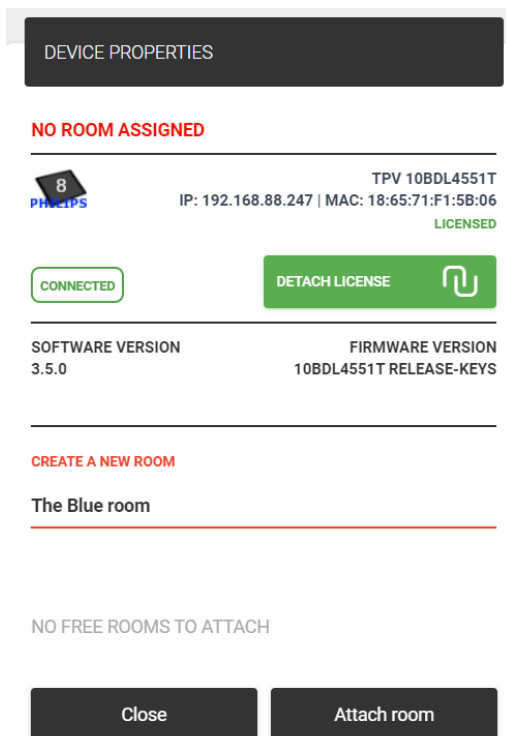 DEVICE PROPERTIES
NO ROOM ASSIGNED
8
PHILIPS
TPV 10BDL4551T
IP: 192.168.88.247 | MAC: 18:65:71:F1:5B:06
LICENSED
CONNECTED
DETACH LICENSE
SOFTWARE VERSION
3.5.0
FIRMWARE VERSION
10BDL4551T RELEASE-KEYS
CREATE A NEW ROOM
The Blue room
NO FREE ROOMS TO ATTACH
Close
Attach room